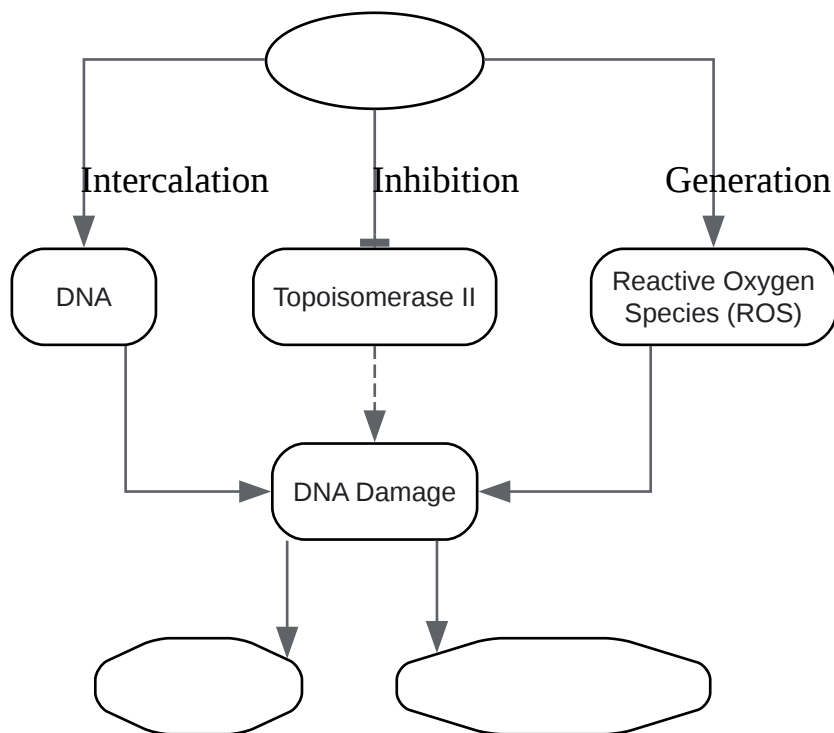 Intercalation
Inhibition
Generation
DNA
Topoisomerase II
Reactive Oxygen
Species (ROS)
DNA Damage